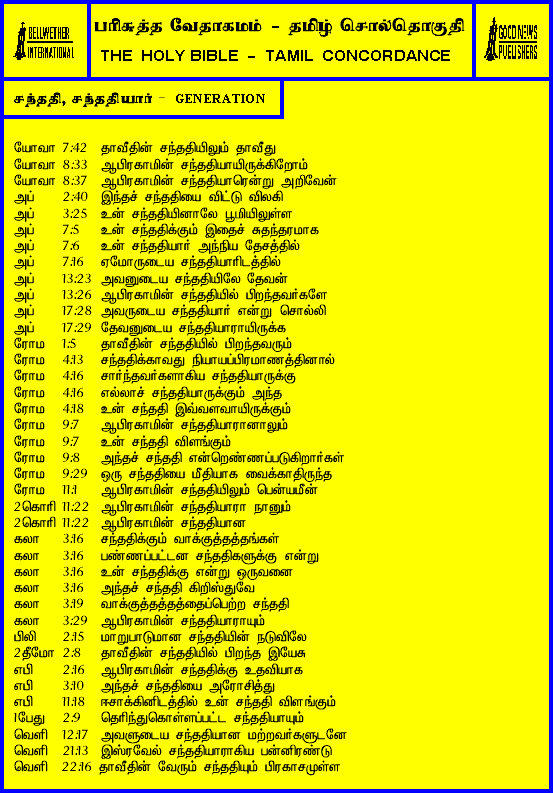 BELLWETHER
INTERNATIONAL
பரிசுத்த வேதாகமம் - தமிழ் சொல்தொகுதி
THE HOLY BIBLE - TAMIL CONCORDANCE
GOOD NEWS
PUBLISHERS
சந்ததி, சந்ததியார் - GENERATION
யோவா 7:42 தாவீதின் சந்ததியிலும் தாவீது
யோவா 8:33 ஆபிரகாமின் சந்ததியாயிருக்கிறோம்
யோவா 8:37 ஆபிரகாமின் சந்ததியாரென்று அறிவேன்
அப் 2:40 இந்தச் சந்ததியை விட்டு விலகி
அப் 3:25 உன் சந்ததியினாலே பூமியிலுள்ள
அப் 7:5 உன் சந்ததிக்கும் இதைச் சுதந்தரமாக
அப் 7:6 உன் சந்ததியார் அந்நிய தேசத்தில்
அப் 7:16 ஏமோருடைய சந்ததியாரிடத்தில்
அப் 13:23 அவனுடைய சந்ததியிலே தேவன்
அப் 13:26 ஆபிரகாமின் சந்ததியில் பிறந்தவர்களே
அப் 17:28 அவருடைய சந்ததியார் என்று சொல்லி
அப் 17:29 தேவனுடைய சந்ததியாராயிருக்க
ரோம 1:5 தாவீதின் சந்ததியில் பிறந்தவரும்
ரோம 4:13 சந்ததிக்காவது நியாயப்பிரமாணத்தினால்
ரோம 4:16 சார்ந்தவர்களாகிய சந்ததியாருக்கு
ரோம 4:16 எல்லாச் சந்ததியாருக்கும் அந்த
ரோம 4:18 உன் சந்ததி இவ்வளவாயிருக்கும்
ரோம 9:7 ஆபிரகாமின் சந்ததியாரானாலும்
ரோம 9:7 உன் சந்ததி விளங்கும்
ரோம 9:8 அந்தச் சந்ததி என்றெண்ணப்படுகிறார்கள்
ரோம 9:29 ஒரு சந்ததியை மீதியாக வைக்காதிருந்த
ரோம 11:1 ஆபிரகாமின் சந்ததியிலும் பென்யமீன்
2கொரி 11:22 ஆபிரகாமின் சந்ததியாரா நானும்
2கொரி 11:22 ஆபிரகாமின் சந்ததியான
கலா 3:16 சந்ததிக்கும் வாக்குத்தத்தங்கள்
கலா 3:16 பண்ணப்பட்டன சந்ததிகளுக்கு என்று
கலா 3:16 உன் சந்ததிக்கு என்று ஒருவனை
கலா 3:16 அந்தச் சந்ததி கிறிஸ்துவே
கலா 3:19 வாக்குத்தத்தத்தைப்பெற்ற சந்ததி
கலா 3:29 ஆபிரகாமின் சந்ததியாராயும்
பிலி 2:15 மாறுபாடுமான சந்ததியின் நடுவிலே
2தீமோ 2:8 தாவீதின் சந்ததியில் பிறந்த இயேசு
எபி 2:16 ஆபிரகாமின் சந்ததிக்கு உதவியாக
எபி 3:10 அந்தச் சந்ததியை அரோசித்து
எபி 11:18 ஈசாக்கினிடத்தில் உன் சந்ததி விளங்கும்
1பேது 2:9 தெரிந்துகொள்ளப்பட்ட சந்ததியாயும்
வெளி 12:17 அவளுடைய சந்ததியான மற்றவர்களுடனே
வெளி 21:13 இஸ்ரவேல் சந்ததியாராகிய பன்னிரண்டு
வெளி 22:16 தாவீதின் வேரும் சந்ததியும் பிரகாசமுள்ள